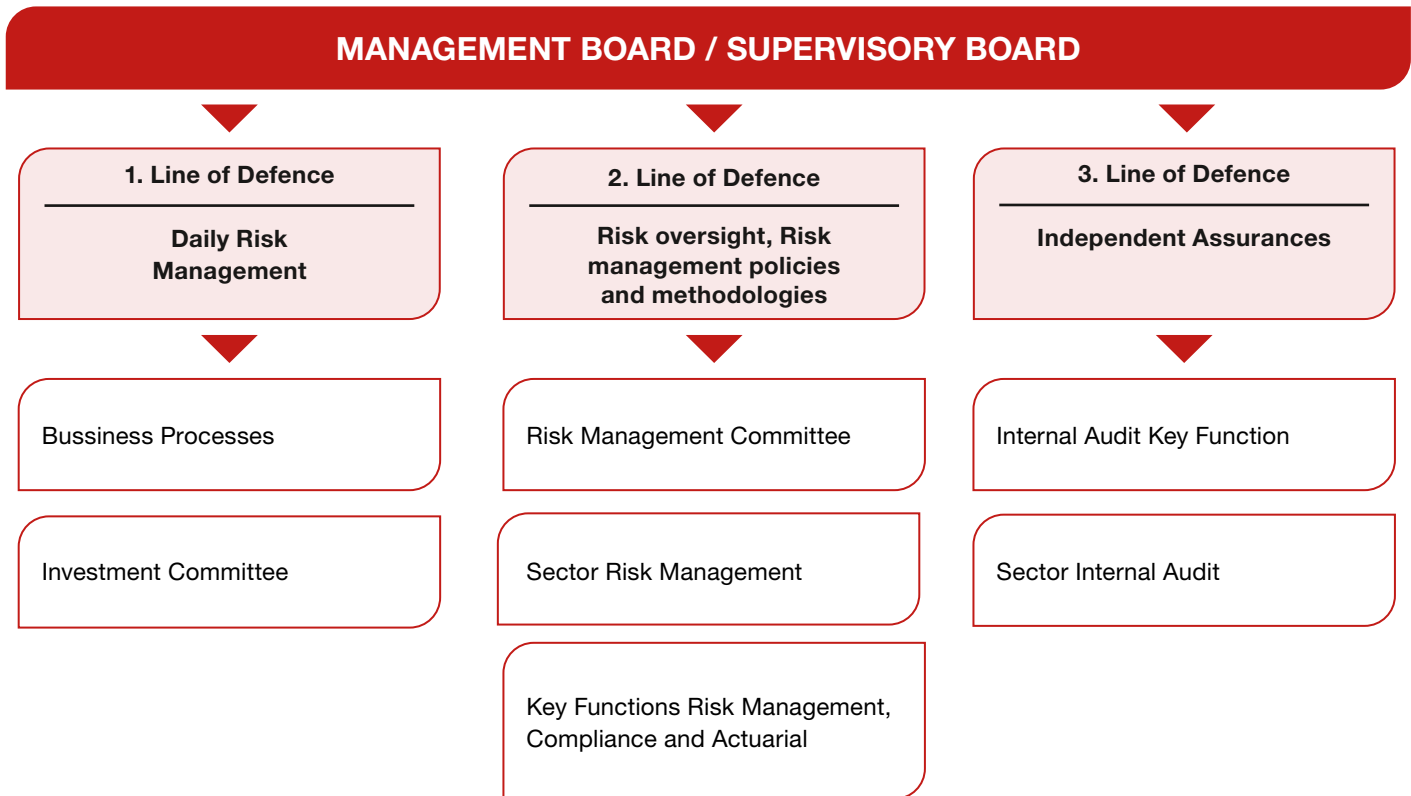 MANAGEMENT BOARD / SUPERVISORY BOARD
1. Line of Defence
Daily Risk
Management
Bussiness Processes
Investment Committee
2. Line of Defence
Risk oversight, Risk
management policies
and methodologies
Risk Management Committee
Sector Risk Management
Key Functions Risk Management,
Compliance and Actuarial
3. Line of Defence
Independent Assurances
Internal Audit Key Function
Sector Internal Audit